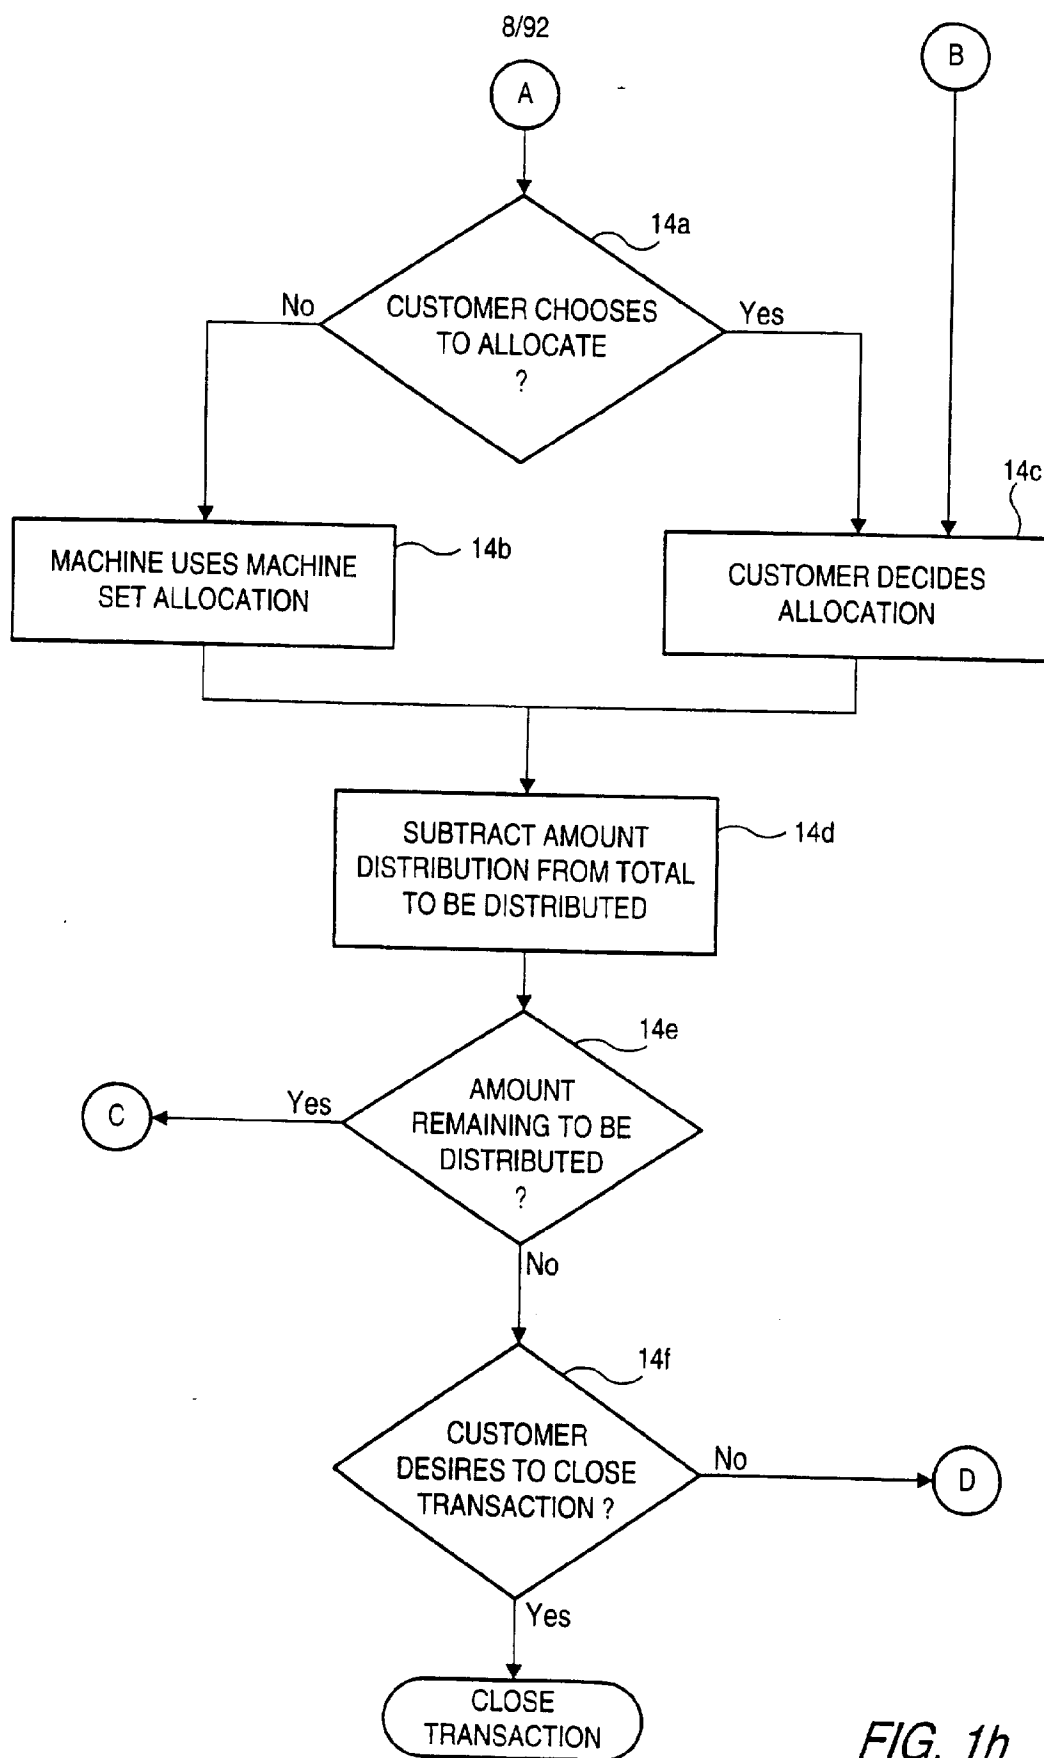 8/92
A
B
14a
No
CUSTOMER CHOOSES
TO ALLOCATE
?
Yes
14c
MACHINE USES MACHINE
SET ALLOCATION
14b
CUSTOMER DECIDES
ALLOCATION
SUBTRACT AMOUNT
DISTRIBUTION FROM TOTAL
TO BE DISTRIBUTED
14d
14e
C
Yes
AMOUNT
REMAINING TO BE
DISTRIBUTED
?
No
14f
CUSTOMER
DESIRES TO CLOSE
TRANSACTION ?
No
D
Yes
CLOSE
TRANSACTION
FIG. 1h